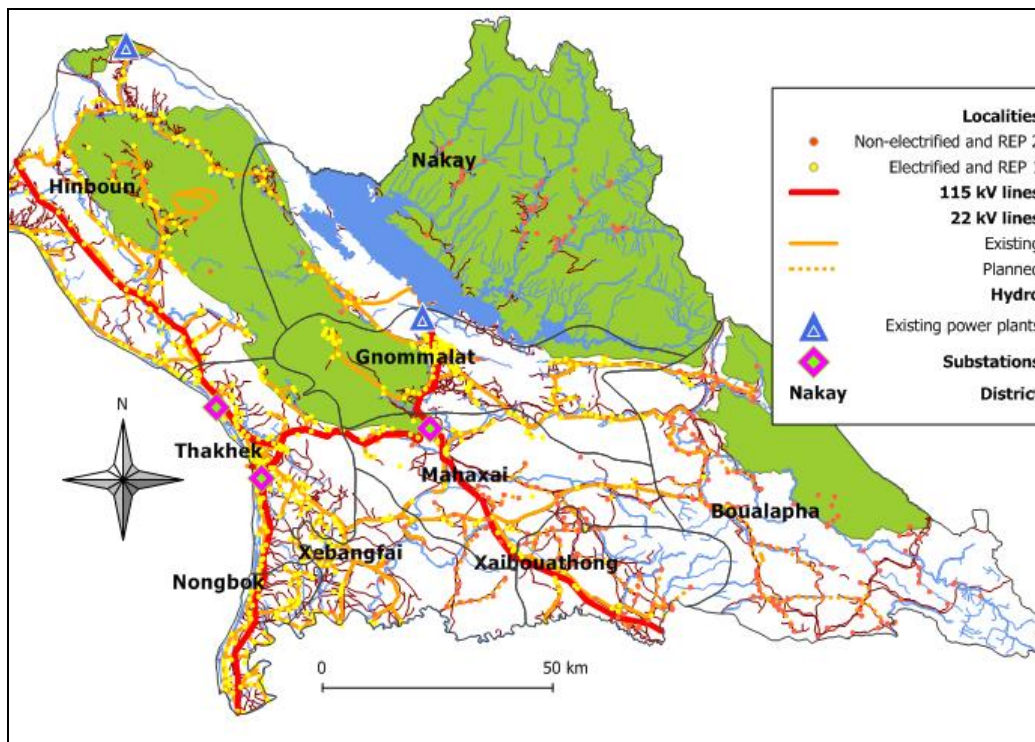 Localities
Non-electrified and REP 2
Electrified and REP 1
115 kV lines
22 kV lines
Existing
Planned
Hydro
Existing power plants
Substations
Nakay District
Nakay
Hinboun
Gnommalat
N
Thakhek
Mahaxai
Boualapha
Xebangfai
Xaibouathong
Nongbok
0 50 km